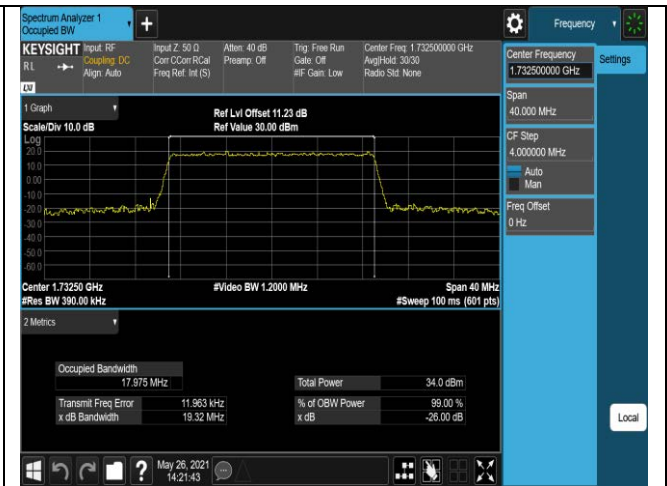 Spectrum Analyzer 1
Occupied BW
+
Frequency
KEYSIGHT
RL
LXI
Input: RF
Coupling: DC
Align: Auto
Input Z: 50 Ω
Corr CCorr RCal
Freq Ref: Int (S)
Atten: 40 dB
Preamp: Off
Trig: Free Run
Gate: Off
#IF Gain: Low
Center Freq: 1.732500000 GHz
Avg|Hold: 30/30
Radio Std: None
Center Frequency
1.732500000 GHz
Settings
Span
40.000 MHz
CF Step
4.000000 MHz
Auto
Man
Freq Offset
0 Hz
Local
1 Graph
Scale/Div 10.0 dB
Ref Lvl Offset 11.23 dB
Ref Value 30.00 dBm
Log
20.0
10.0
0.00
-10.0
-20.0
-30.0
-40.0
-50.0
-60.0
Center 1.73250 GHz
#Video BW 1.2000 MHz
Span 40 MHz
#Res BW 390.00 kHz
#Sweep 100 ms (601 pts)
2 Metrics
Occupied Bandwidth
17.975 MHz
Total Power 34.0 dBm
Transmit Freq Error 11.963 kHz
% of OBW Power 99.00 %
x dB Bandwidth 19.32 MHz
x dB -26.00 dB
?
May 26, 2021
14:21:43